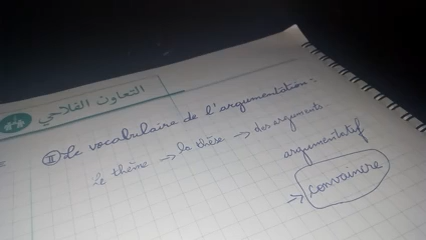 التعاون الفلاحي
II Le vocabulaire de l'argumentation :
Le thème → la thèse → des arguments
argumentatif
→ convaincre